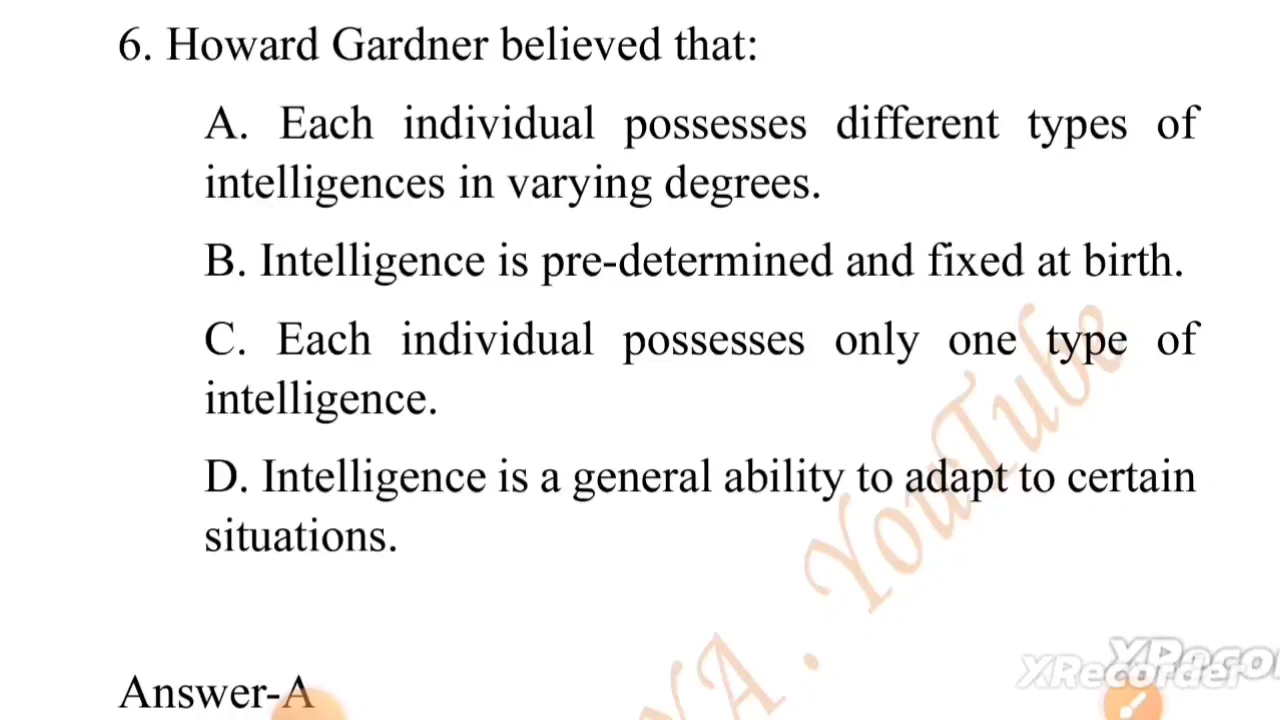 6. Howard Gardner believed that:
A. Each individual possesses different types of
intelligences in varying degrees.
B. Intelligence is pre-determined and fixed at birth.
C. Each individual possesses only one type of
intelligence.
D. Intelligence is a general ability to adapt to certain
situations.
YA . YouTube
Answer-A
XRecorder